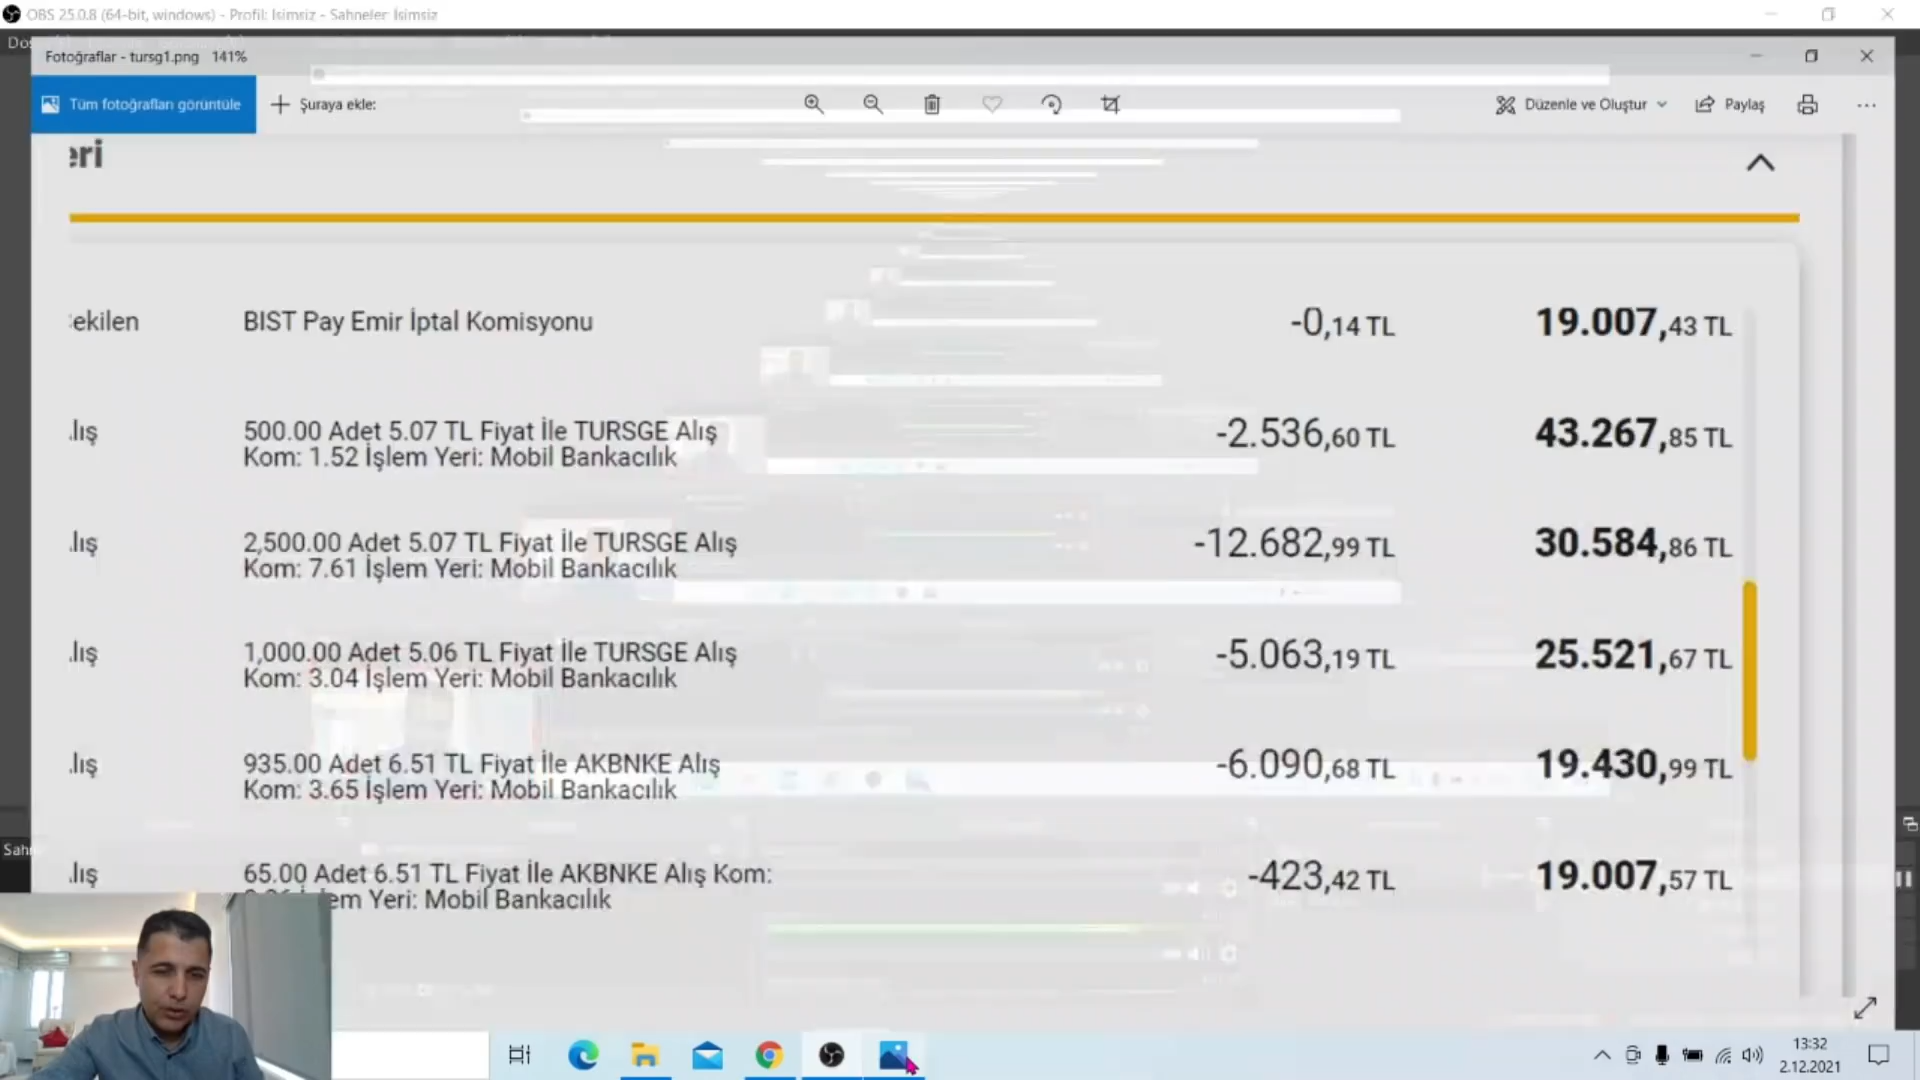 OBS 25.0.8 (64-bit, windows) - Profil: İsimsiz - Sahneler: İsimsiz
Fotoğraflar - tursg1.png 141%
Tüm fotoğrafları görüntüle
Şuraya ekle:
Düzenle ve Oluştur
Paylaş
eri
ekilen BIST Pay Emir İptal Komisyonu -0,14 TL 19.007,43 TL
lış 500.00 Adet 5.07 TL Fiyat İle TURSGE Alış -2.536,60 TL 43.267,85 TL
Kom: 1.52 İşlem Yeri: Mobil Bankacılık
lış 2,500.00 Adet 5.07 TL Fiyat İle TURSGE Alış -12.682,99 TL 30.584,86 TL
Kom: 7.61 İşlem Yeri: Mobil Bankacılık
lış 1,000.00 Adet 5.06 TL Fiyat İle TURSGE Alış -5.063,19 TL 25.521,67 TL
Kom: 3.04 İşlem Yeri: Mobil Bankacılık
lış 935.00 Adet 6.51 TL Fiyat İle AKBNKE Alış -6.090,68 TL 19.430,99 TL
Kom: 3.65 İşlem Yeri: Mobil Bankacılık
Sahn
lış 65.00 Adet 6.51 TL Fiyat İle AKBNKE Alış Kom: -423,42 TL 19.007,57 TL
em Yeri: Mobil Bankacılık
13:32
2.12.2021